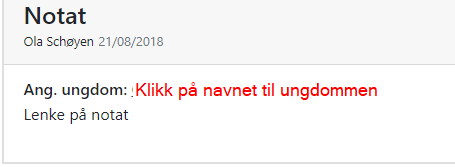 Notat
Ola Schøyen 21/08/2018
Ang. ungdom: Klikk på navnet til ungdommen
Lenke på notat